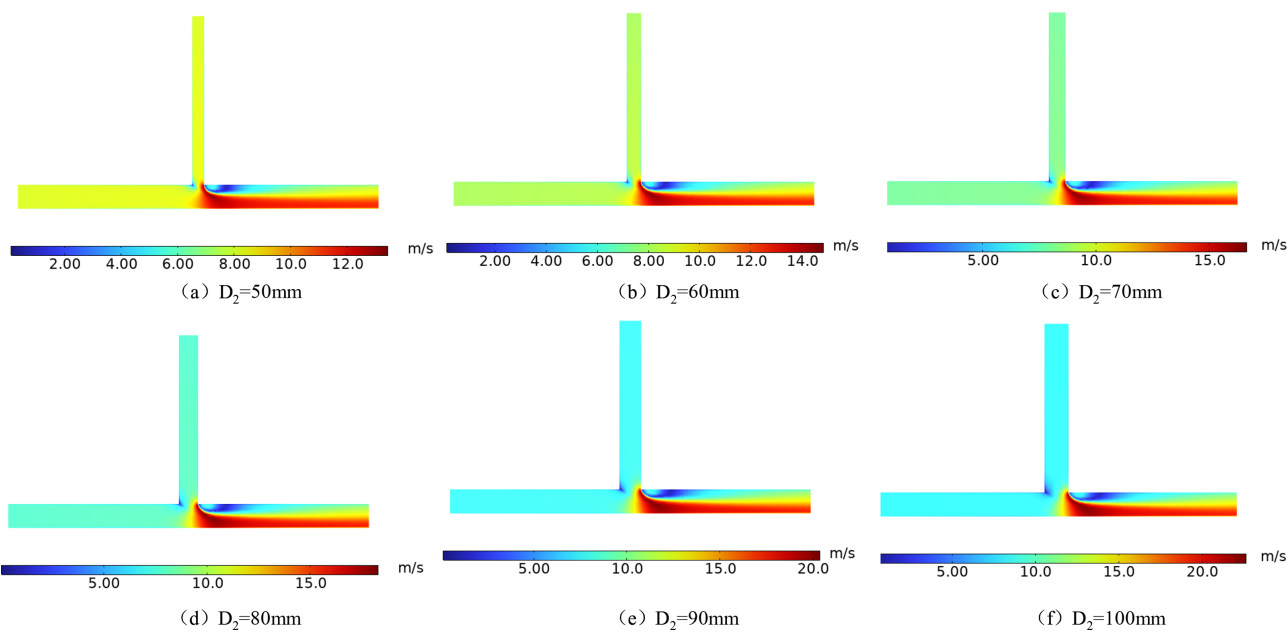 2.00 4.00 6.00 8.00 10.0 12.0 m/s
2.00 4.00 6.00 8.00 10.0 12.0 14.0 m/s
5.00 10.0 15.0 m/s
（a）D₂=50mm
（b）D₂=60mm
（c）D₂=70mm
5.00 10.0 15.0 m/s
5.00 10.0 15.0 20.0 m/s
5.00 10.0 15.0 20.0 m/s
（d）D₂=80mm
（e）D₂=90mm
（f）D₂=100mm